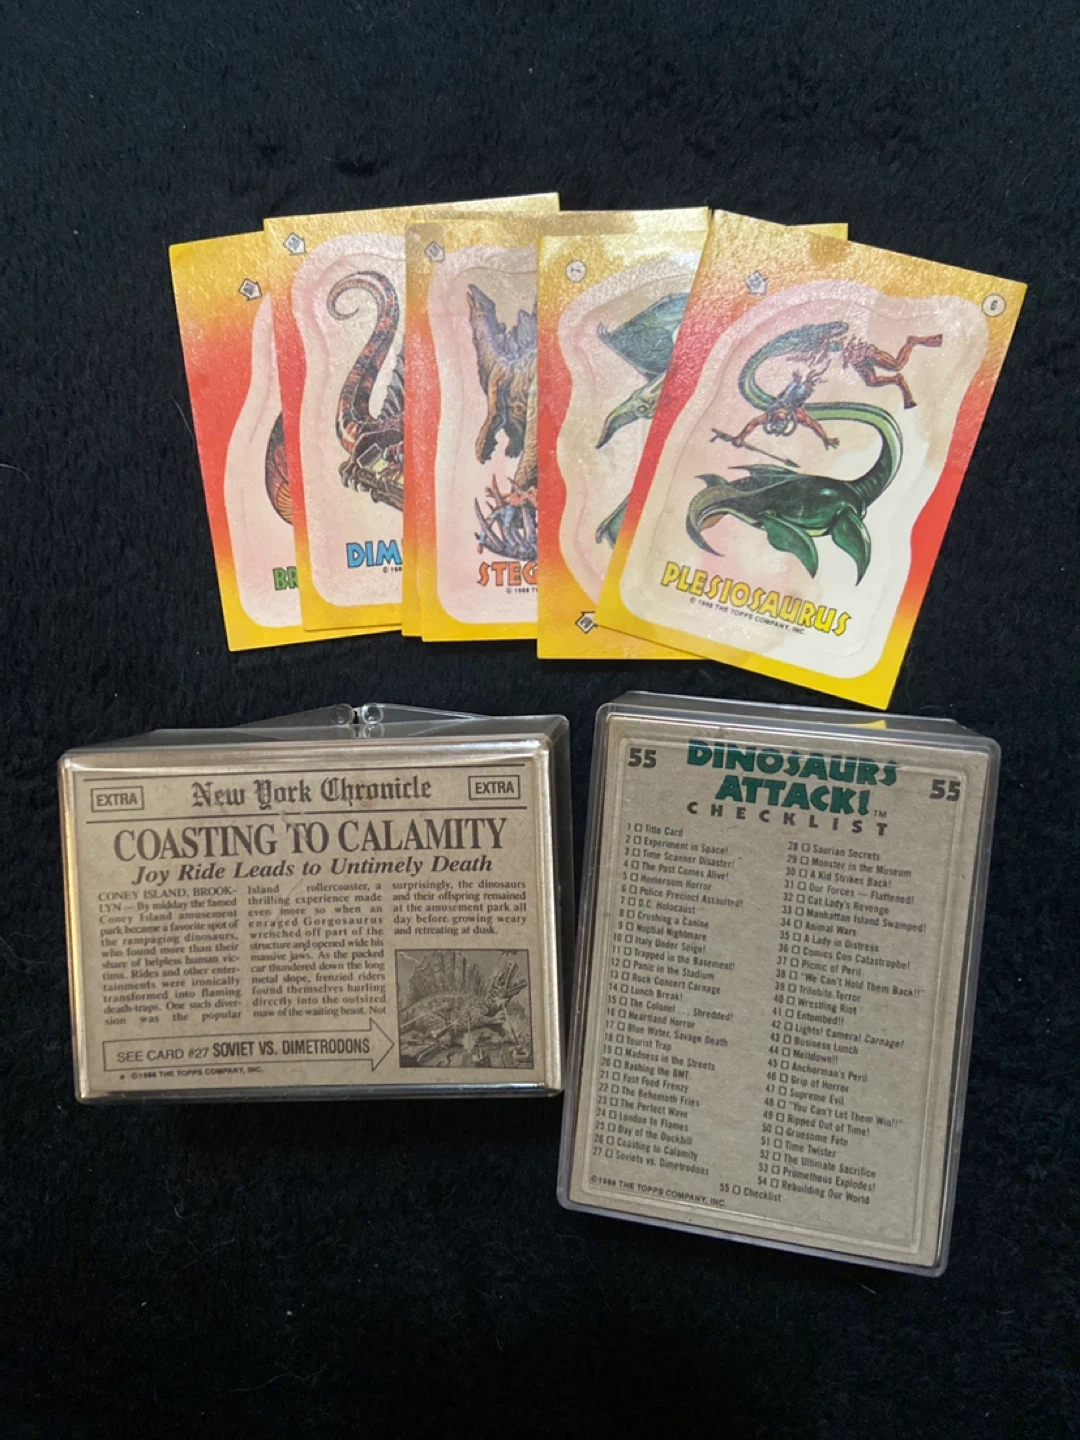 6
BR
DIM
© 198
STEG
© 1988 T
7
PLESIOSAURUS
© 1988 THE TOPPS COMPANY, INC.
EXTRA
New York Chronicle
EXTRA
COASTING TO CALAMITY
Joy Ride Leads to Untimely Death
CONEY ISLAND, BROOK-
LYN — By midday the famed
Coney Island amusement
park became a favorite spot of
the rampaging dinosaurs,
who found more than their
share of helpless human vic-
tims. Rides and other enter-
tainments were ironically
transformed into flaming
death-traps. One such diver-
sion was the popular
Island rollercoaster, a
thrilling experience made
even more so when an
enraged Gorgosaurus
wrenched off part of the
structure and opened wide his
massive jaws. As the packed
car thundered down the long
metal slope, frenzied riders
found themselves hurling
directly into the outsized
maw of the waiting beast. Not
surprisingly, the dinosaurs
and their offspring remained
at the amusement park all
day before growing weary
and retreating at dusk.
SEE CARD #27 SOVIET VS. DIMETRODONS
* ©1988 THE TOPPS COMPANY, INC.
55
DINOSAURS
ATTACK!™
55
CHECKLIST
1 Title Card
2 Experiment in Space!
3 Time Scanner Disaster!
4 The Past Comes Alive!
5 Homeroom Horror
6 Police Precinct Assaulted!
7 D.C. Holocaust
8 Crushing a Canine
9 Nuptial Nightmare
10 Italy Under Seige!
11 Trapped in the Basement!
12 Panic in the Stadium
13 Rock Concert Carnage
14 Lunch Break!
15 The Colonel . . . Shredded!
16 Heartland Horror
17 Blue Water, Savage Death
18 Tourist Trap
19 Madness in the Streets
20 Bashing the BMT
21 Fast Food Frenzy
22 The Behemoth Fries
23 The Perfect Wave
24 London In Flames
25 Day of the Duckbill
26 Coasting to Calamity
27 Soviets vs. Dimetrodons
28 Saurian Secrets
29 Monster in the Museum
30 A Kid Strikes Back!
31 Our Forces — Flattened!
32 Cat Lady's Revenge
33 Manhattan Island Swamped!
34 Animal Wars
35 A Lady in Distress
36 Comics Con Catastrophe!
37 Picnic of Peril
38 "We Can't Hold Them Back!!"
39 Trilobite Terror
40 Wrestling Riot
41 Entombed!!
42 Lights! Camera! Carnage!
43 Business Lunch
44 Meltdown!!
45 Anchorman's Peril
46 Grip of Horror
47 Supreme Evil
48 "You Can't Let Them Win!!"
49 Ripped Out of Time!
50 Gruesome Fate
51 Time Twister
52 The Ultimate Sacrifice
53 Prometheus Explodes!
54 Rebuilding Our World
55 Checklist
©1988 THE TOPPS COMPANY, INC.